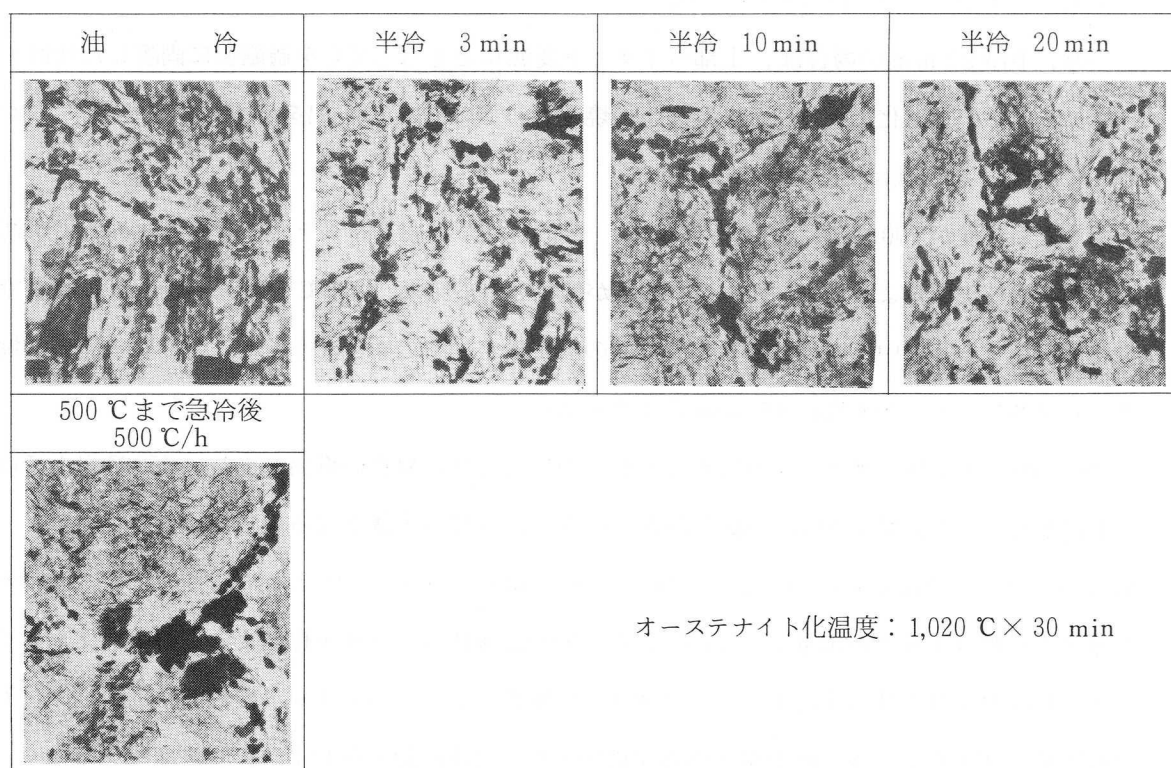 油　　　冷
半冷　3 min
半冷　10 min
半冷　20 min
500 ℃まで急冷後
500 ℃/h
オーステナイト化温度：1,020 ℃× 30 min